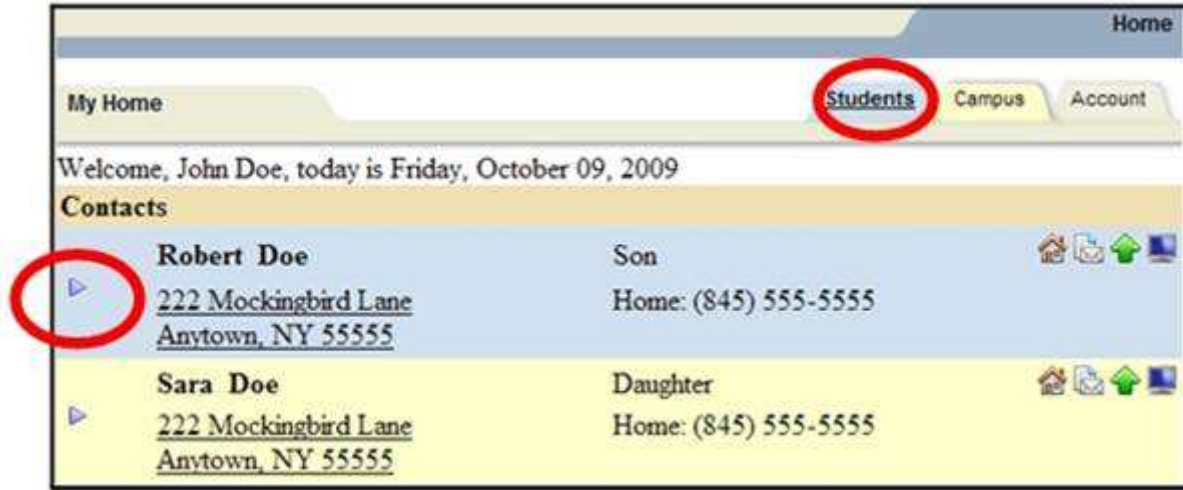 Home
My Home Students Campus Account
Welcome, John Doe, today is Friday, October 09, 2009
Contacts
Robert Doe Son
222 Mockingbird Lane Home: (845) 555-5555
Anytown, NY 55555
Sara Doe Daughter
222 Mockingbird Lane Home: (845) 555-5555
Anytown, NY 55555